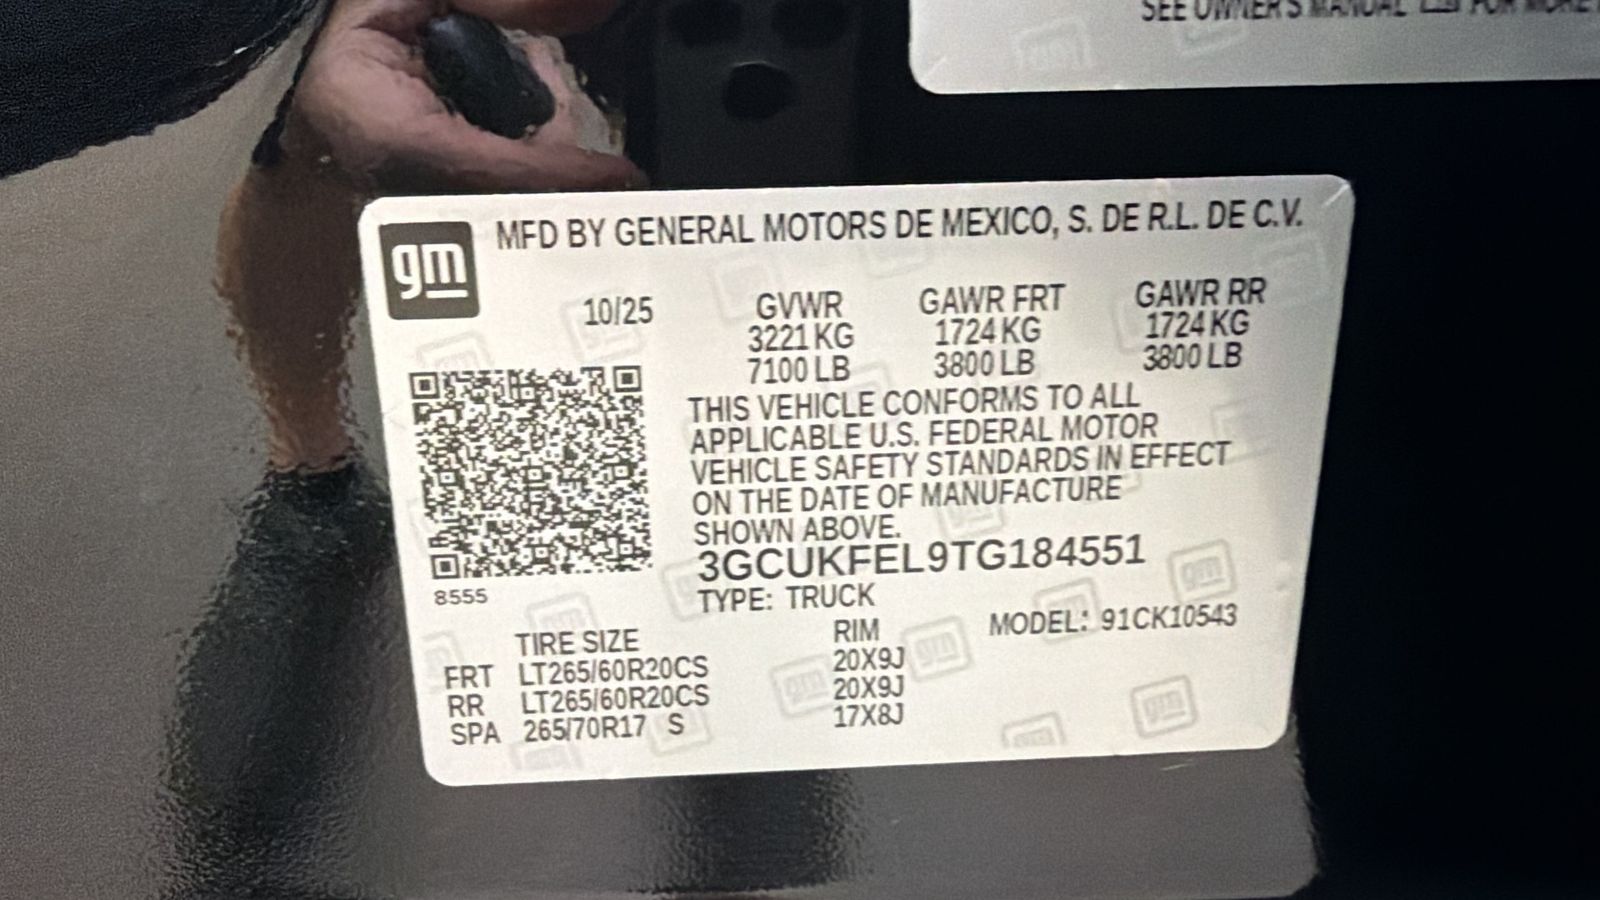 SEE OWNER'S MANUAL FOR MORE
gm
MFD BY GENERAL MOTORS DE MEXICO, S. DE R.L. DE C.V.
10/25 GVWR GAWR FRT GAWR RR
3221 KG 1724 KG 1724 KG
7100 LB 3800 LB 3800 LB
THIS VEHICLE CONFORMS TO ALL
APPLICABLE U.S. FEDERAL MOTOR
VEHICLE SAFETY STANDARDS IN EFFECT
ON THE DATE OF MANUFACTURE
SHOWN ABOVE.
3GCUKFEL9TG184551
8555
TYPE: TRUCK
MODEL: 91CK10543
TIRE SIZE RIM
FRT LT265/60R20CS 20X9J
RR LT265/60R20CS 20X9J
SPA 265/70R17 S 17X8J